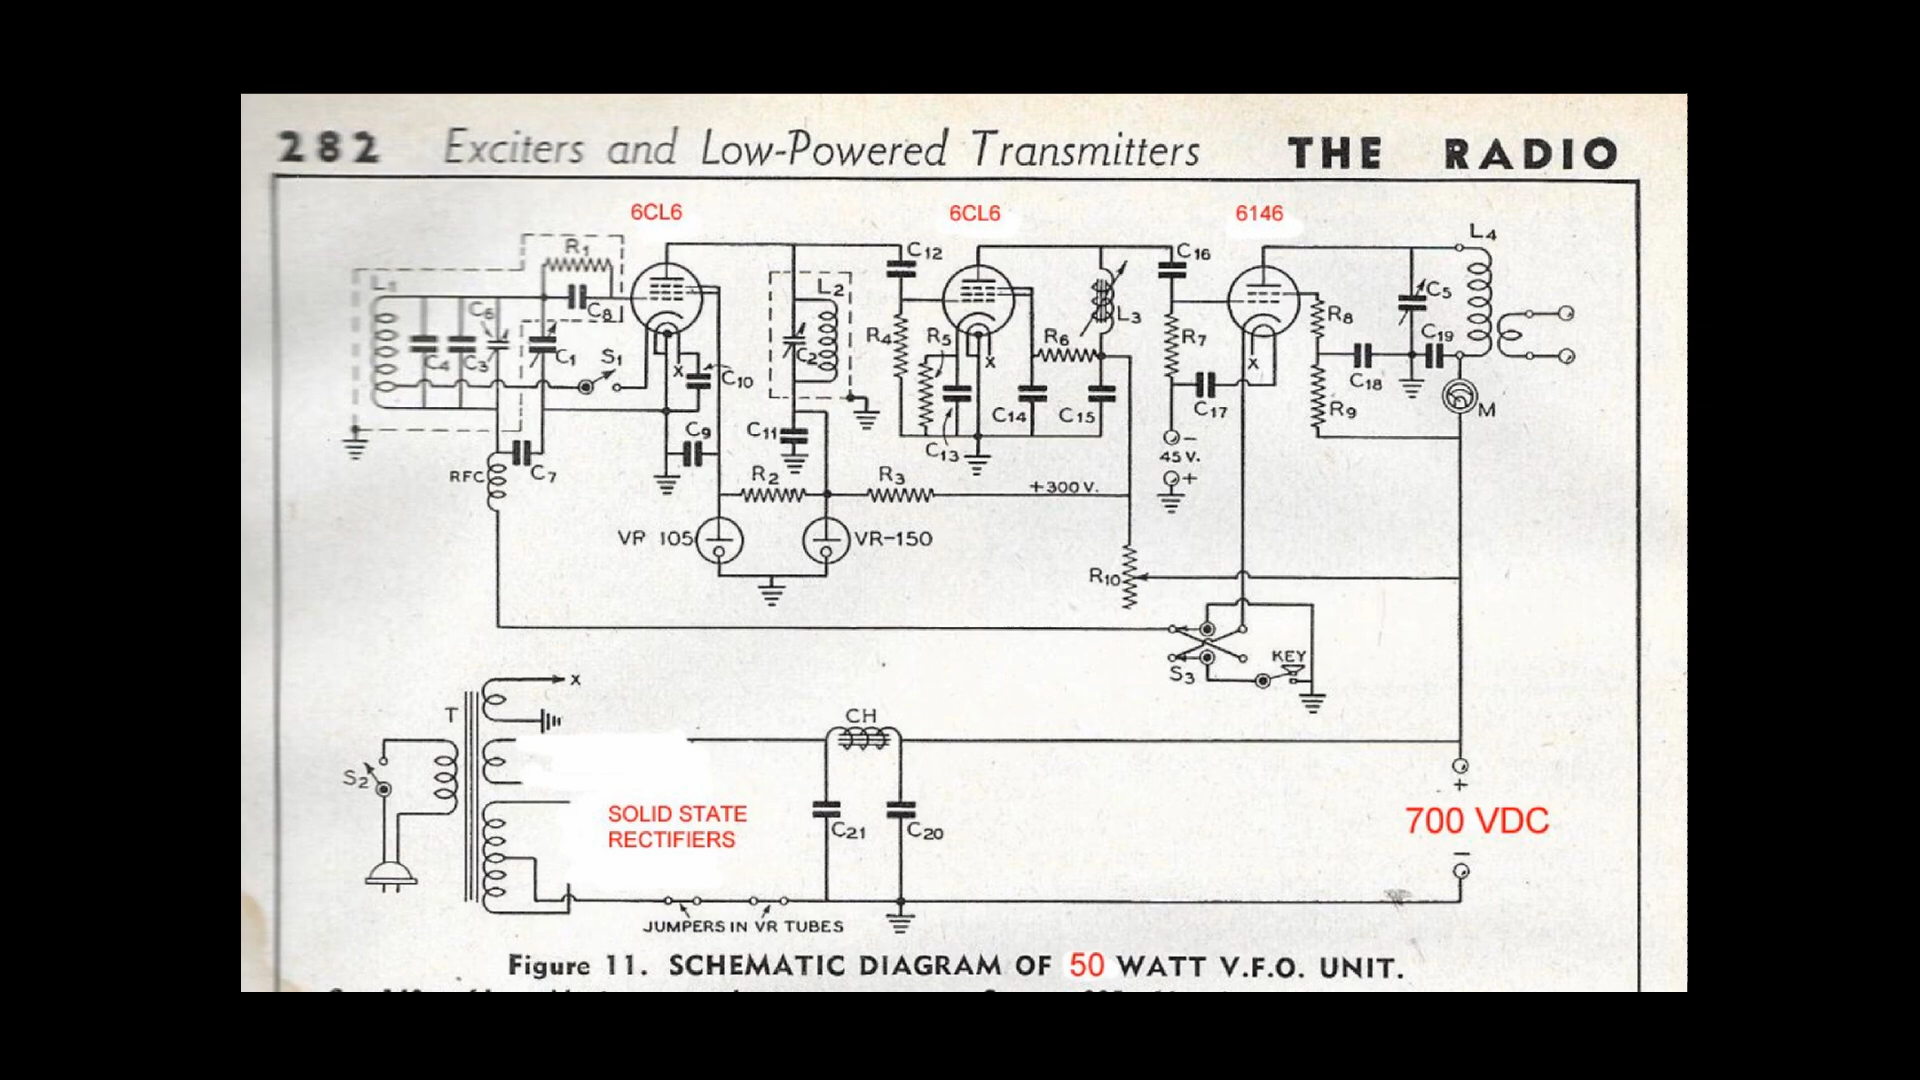 282 Exciters and Low-Powered Transmitters THE RADIO
6CL6 6CL6 6146
R1 L1 C6 C8 C4 C3 C1 S1 C10 L2 C2 C12 R4 R5 R6 L3 C16 R7 R8 C5 L4 C19 C18
C9 C11 C13 C14 C15 C17 R9 M
X X X
RFC C7 R2 R3 +300 V. − 45 V. +
VR 105 VR-150 R10
S3 KEY
T X CH
S2
SOLID STATE
RECTIFIERS
C21 C20
+
700 VDC
−
JUMPERS IN VR TUBES
Figure 11. SCHEMATIC DIAGRAM OF 50 WATT V.F.O. UNIT.